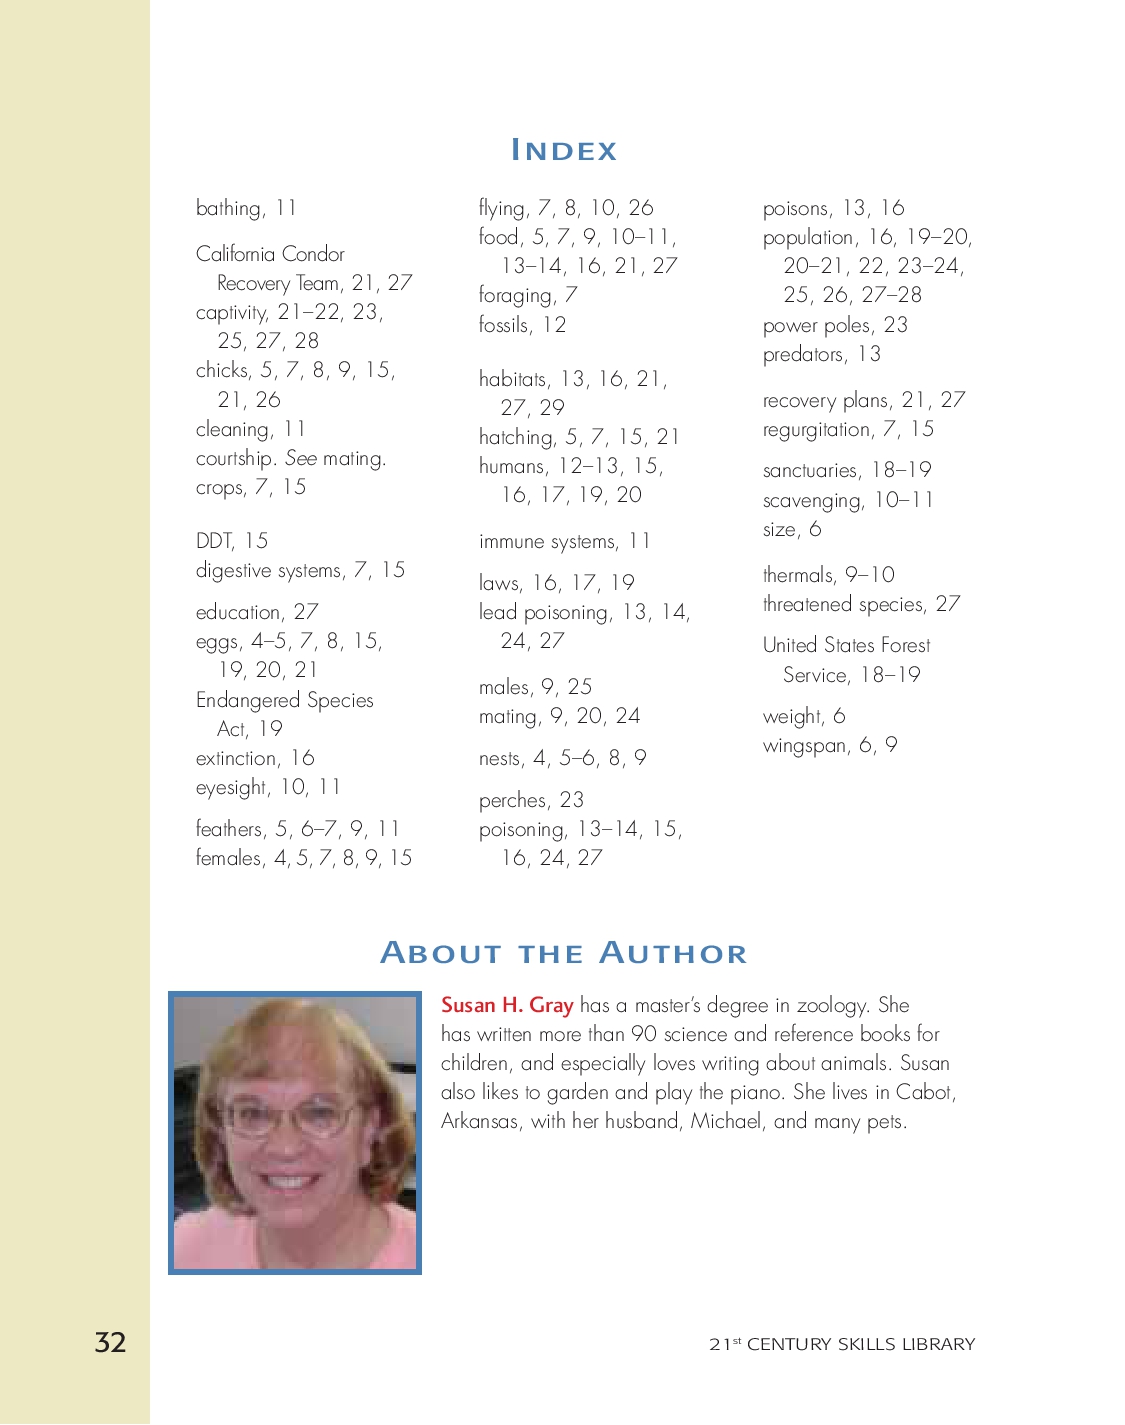 INDEX
bathing, 11
California Condor
Recovery Team, 21, 27
captivity, 21–22, 23,
25, 27, 28
chicks, 5, 7, 8, 9, 15,
21, 26
cleaning, 11
courtship. See mating.
crops, 7, 15
DDT, 15
digestive systems, 7, 15
education, 27
eggs, 4–5, 7, 8, 15,
19, 20, 21
Endangered Species
Act, 19
extinction, 16
eyesight, 10, 11
feathers, 5, 6–7, 9, 11
females, 4, 5, 7, 8, 9, 15
flying, 7, 8, 10, 26
food, 5, 7, 9, 10–11,
13–14, 16, 21, 27
foraging, 7
fossils, 12
habitats, 13, 16, 21,
27, 29
hatching, 5, 7, 15, 21
humans, 12–13, 15,
16, 17, 19, 20
immune systems, 11
laws, 16, 17, 19
lead poisoning, 13, 14,
24, 27
males, 9, 25
mating, 9, 20, 24
nests, 4, 5–6, 8, 9
perches, 23
poisoning, 13–14, 15,
16, 24, 27
poisons, 13, 16
population, 16, 19–20,
20–21, 22, 23–24,
25, 26, 27–28
power poles, 23
predators, 13
recovery plans, 21, 27
regurgitation, 7, 15
sanctuaries, 18–19
scavenging, 10–11
size, 6
thermals, 9–10
threatened species, 27
United States Forest
Service, 18–19
weight, 6
wingspan, 6, 9
ABOUT THE AUTHOR
Susan H. Gray has a master’s degree in zoology. She
has written more than 90 science and reference books for
children, and especially loves writing about animals. Susan
also likes to garden and play the piano. She lives in Cabot,
Arkansas, with her husband, Michael, and many pets.
32
21st CENTURY SKILLS LIBRARY